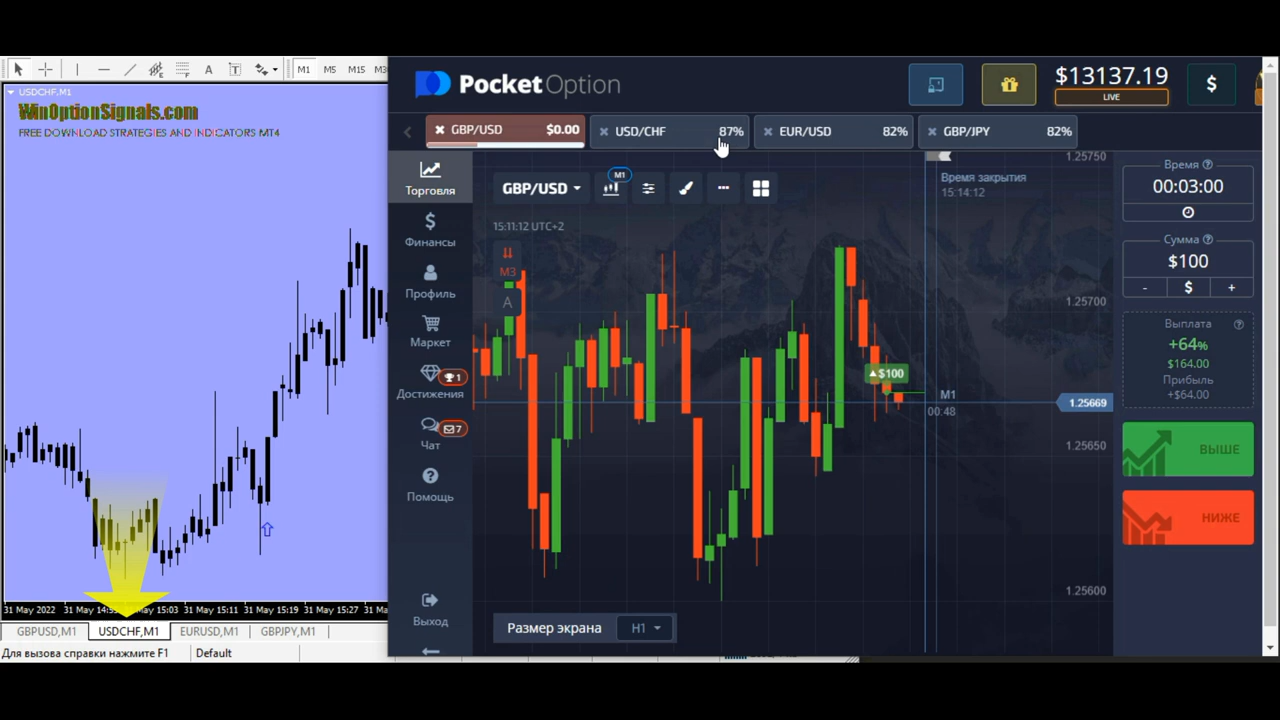 M1 M5 M15 M30
USDCHF,M1
WinOptionSignals.com
FREE DOWNLOAD STRATEGIES AND INDICATORS MT4
31 May 2022 31 May 14:55 May 15:03 31 May 15:11 31 May 15:19 31 May 15:27 31 Ma
GBPUSD,M1 USDCHF,M1 EURUSD,M1 GBPJPY,M1
Для вызова справки нажмите F1 Default
PocketOption
$13137.19
LIVE
$
GBP/USD $0.00
USD/CHF 87%
EUR/USD 82%
GBP/JPY 82%
Торговля
Финансы
Профиль
Маркет
Достижения
1
Чат
7
Помощь
Выход
GBP/USD
M1
15:11:12 UTC+2
M3
A
Время закрытия
15:14:12
$100
M1
00:48
1.25750
1.25700
1.25669
1.25650
1.25600
Размер экрана H1
Время
00:03:00
Сумма
$100
- $ +
Выплата
+64%
$164.00
Прибыль
+$64.00
ВЫШЕ
НИЖЕ